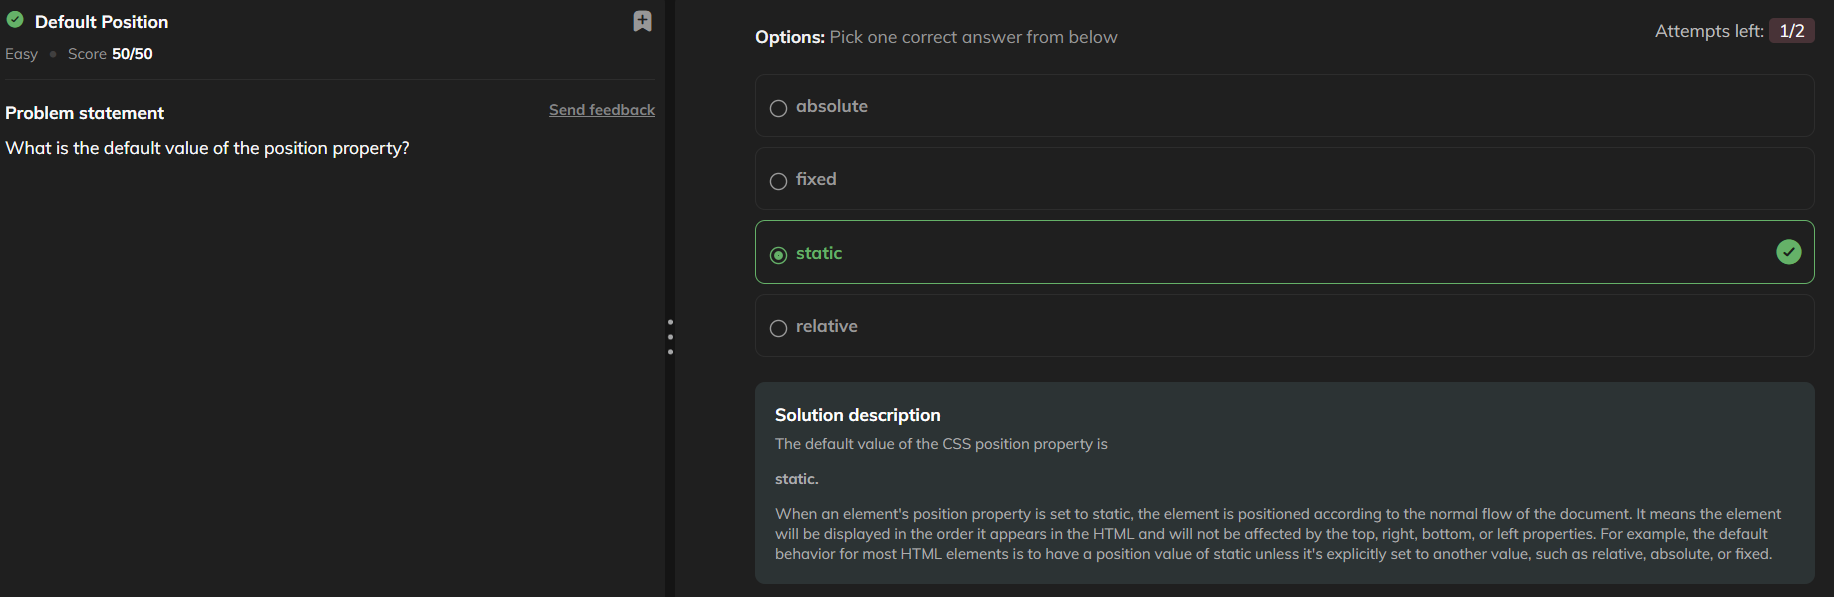 Default Position
Easy • Score 50/50
Problem statement
Send feedback
What is the default value of the position property?
Options: Pick one correct answer from below
Attempts left: 1/2
absolute
fixed
static
relative
Solution description
The default value of the CSS position property is
static.
When an element's position property is set to static, the element is positioned according to the normal flow of the document. It means the element
will be displayed in the order it appears in the HTML and will not be affected by the top, right, bottom, or left properties. For example, the default
behavior for most HTML elements is to have a position value of static unless it's explicitly set to another value, such as relative, absolute, or fixed.